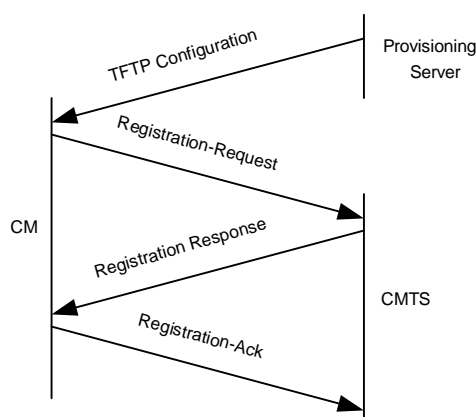 Provisioning
Server
TFTP Configuration
Registration-Request
CM
Registration Response
CMTS
Registration-Ack